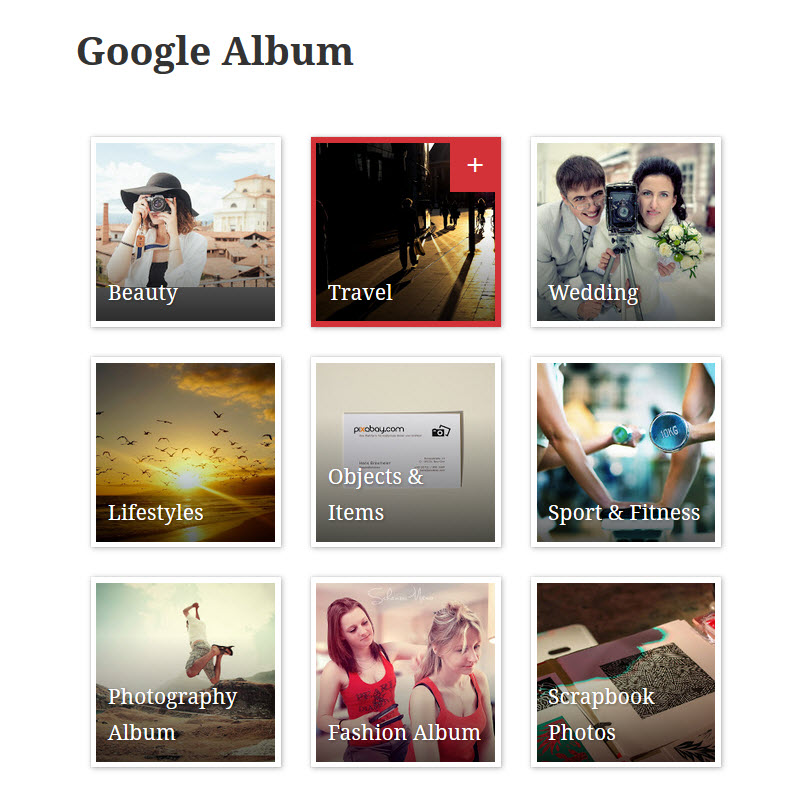 Google Album
+
Beauty
Travel
Wedding
Lifestyles
pixabay.com
Objects &
Items
10KG
Sport & Fitness
Photography
Album
Fashion Album
Scrapbook
Photos